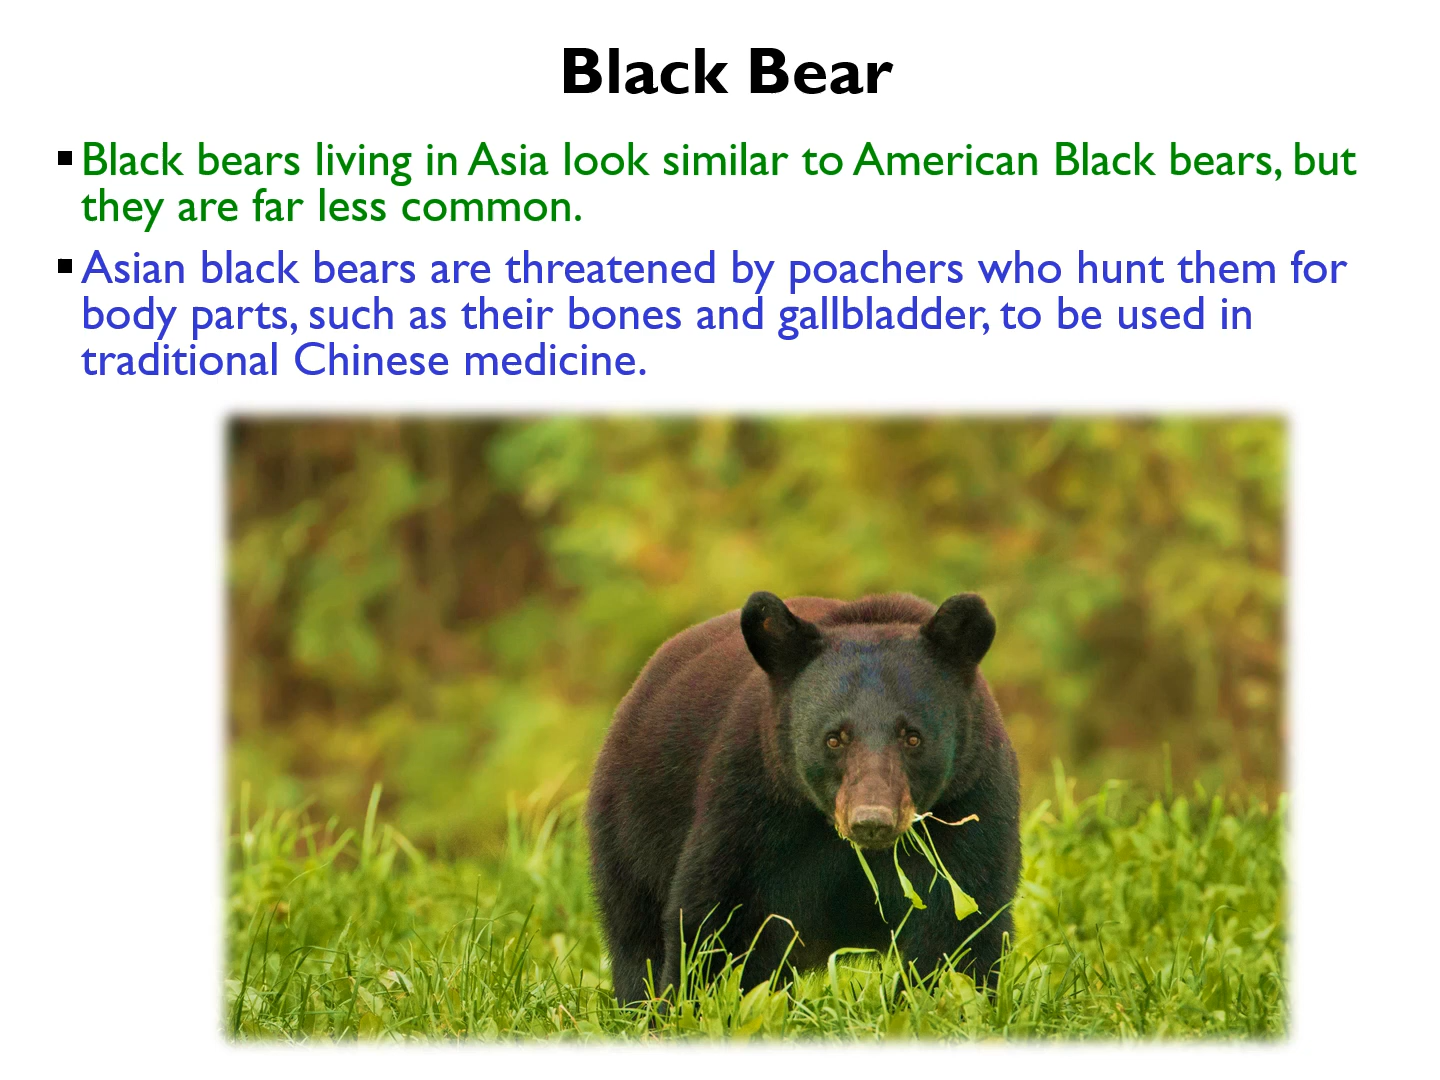 Black Bear
▪Black bears living in Asia look similar to American Black bears, but
they are far less common.
▪Asian black bears are threatened by poachers who hunt them for
body parts, such as their bones and gallbladder, to be used in
traditional Chinese medicine.